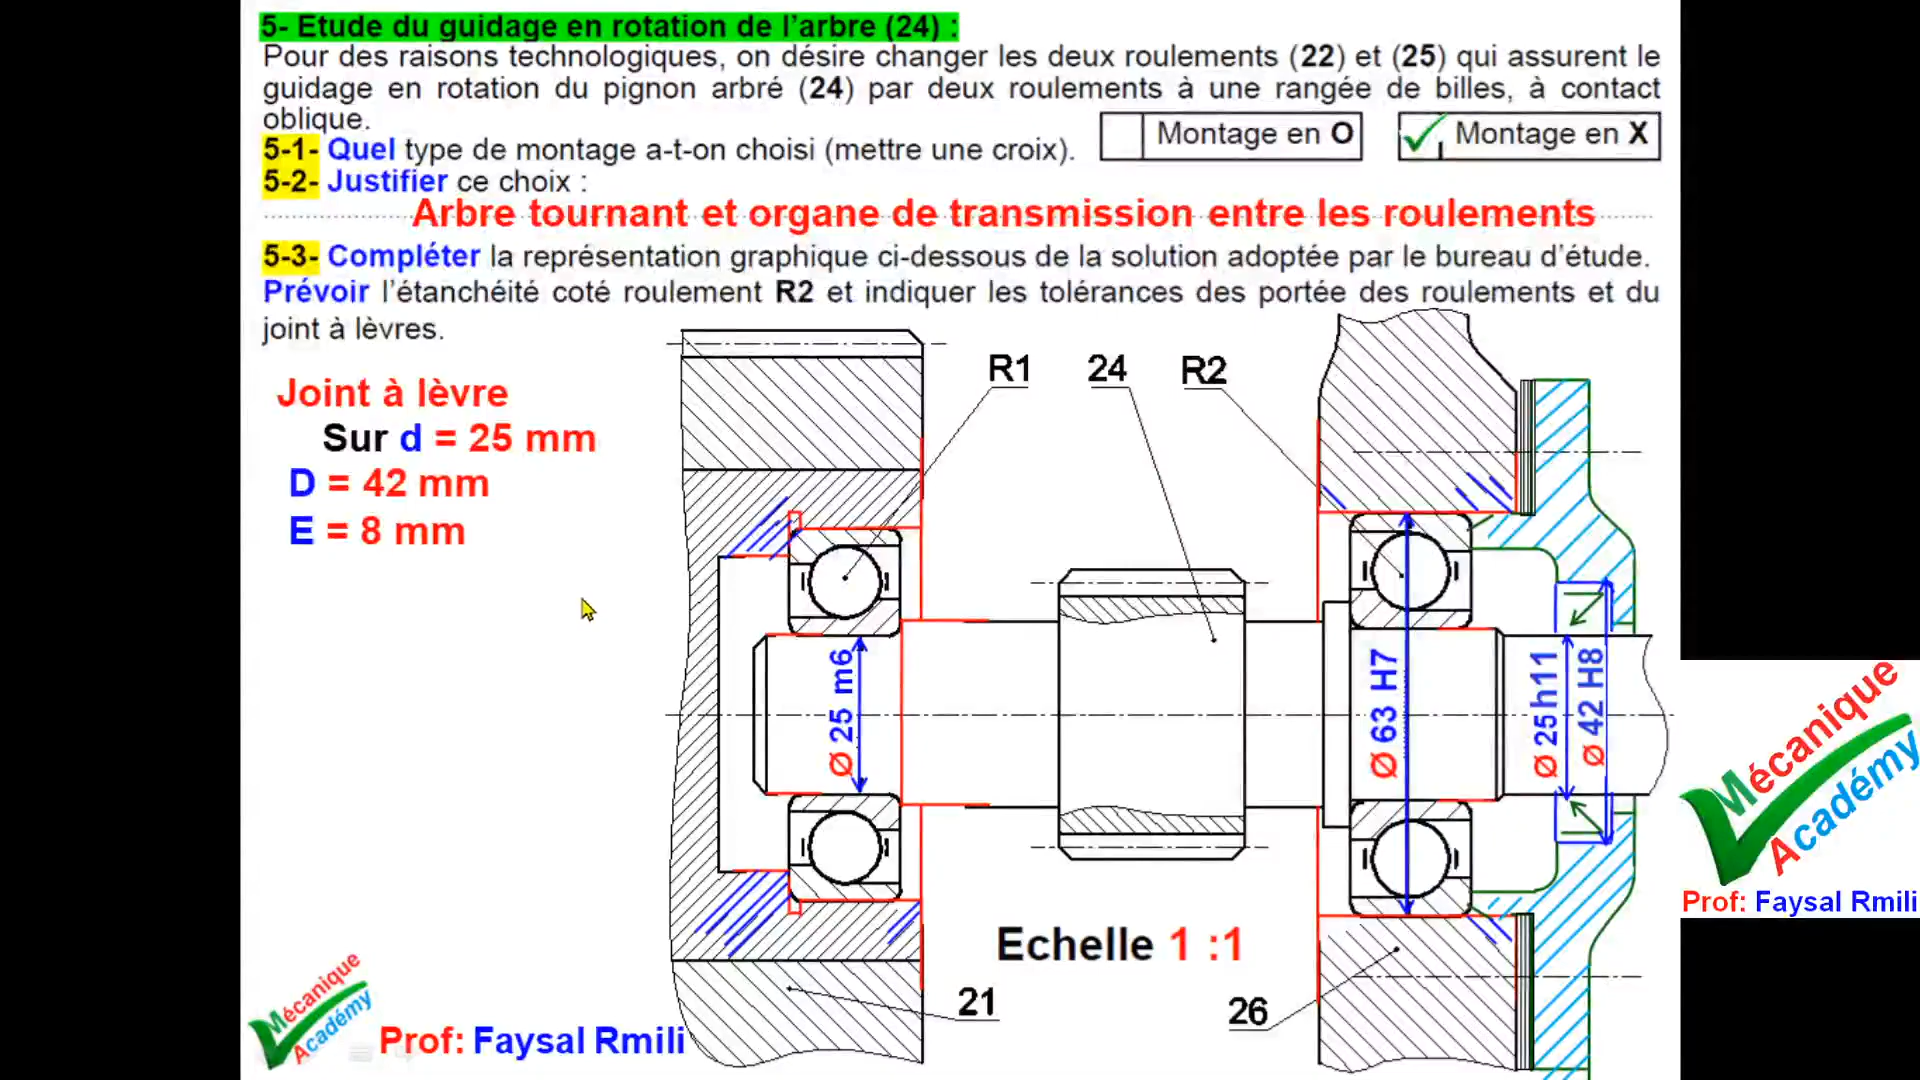 5- Etude du guidage en rotation de l’arbre (24) :
Pour des raisons technologiques, on désire changer les deux roulements (22) et (25) qui assurent le
guidage en rotation du pignon arbré (24) par deux roulements à une rangée de billes, à contact
oblique.
Montage en O
Montage en X
5-1- Quel type de montage a-t-on choisi (mettre une croix).
5-2- Justifier ce choix :
Arbre tournant et organe de transmission entre les roulements
5-3- Compléter la représentation graphique ci-dessous de la solution adoptée par le bureau d’étude.
Prévoir l’étanchéité coté roulement R2 et indiquer les tolérances des portée des roulements et du
joint à lèvres.
R1
24
R2
Joint à lèvre
Sur d = 25 mm
D = 42 mm
E = 8 mm
Ø 25 m6
Ø 63 H7
Ø 25 h11
Ø 42 H8
Mécanique
Académy
Prof: Faysal Rmili
Echelle 1 :1
21
26
Mécanique
Académy
Prof: Faysal Rmili